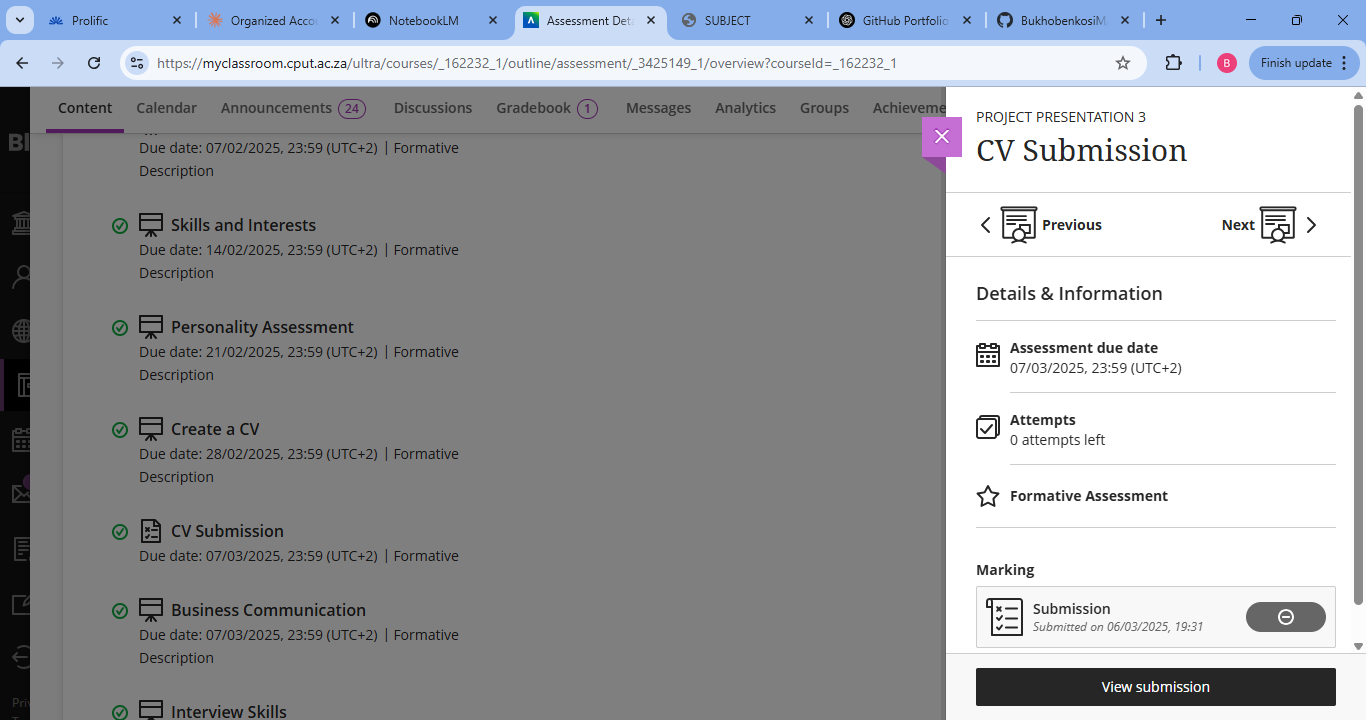 Prolific
Organized Acco
NotebookLM
Assessment Det
SUBJECT
GitHub Portfolio
BukhobenkosiM
https://myclassroom.cput.ac.za/ultra/courses/_162232_1/outline/assessment/_3425149_1/overview?courseId=_162232_1
B
Finish update
Content
Calendar
Announcements 24
Discussions
Gradebook 1
Messages
Analytics
Groups
Achieveme
Due date: 07/02/2025, 23:59 (UTC+2) | Formative
Description
Skills and Interests
Due date: 14/02/2025, 23:59 (UTC+2) | Formative
Description
Personality Assessment
Due date: 21/02/2025, 23:59 (UTC+2) | Formative
Description
Create a CV
Due date: 28/02/2025, 23:59 (UTC+2) | Formative
Description
CV Submission
Due date: 07/03/2025, 23:59 (UTC+2) | Formative
Business Communication
Due date: 07/03/2025, 23:59 (UTC+2) | Formative
Description
Interview Skills
PROJECT PRESENTATION 3
CV Submission
Previous
Next
Details & Information
Assessment due date
07/03/2025, 23:59 (UTC+2)
Attempts
0 attempts left
Formative Assessment
Marking
Submission
Submitted on 06/03/2025, 19:31
View submission